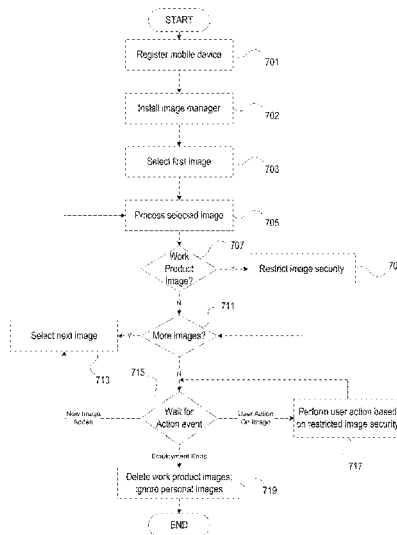 START
Register mobile device
701
Install image manager
702
Select first image
703
Process selected image
705
707
Work
Product
Image?
Restrict image security
70
N
711
Select next image
Y
More images?
713
715
N
Wait for
Action event
New Image
Added
User Action
On Image
Perform user action based
on restricted image security
717
Employment Ends
Delete work product images;
Ignore personal images
719
END